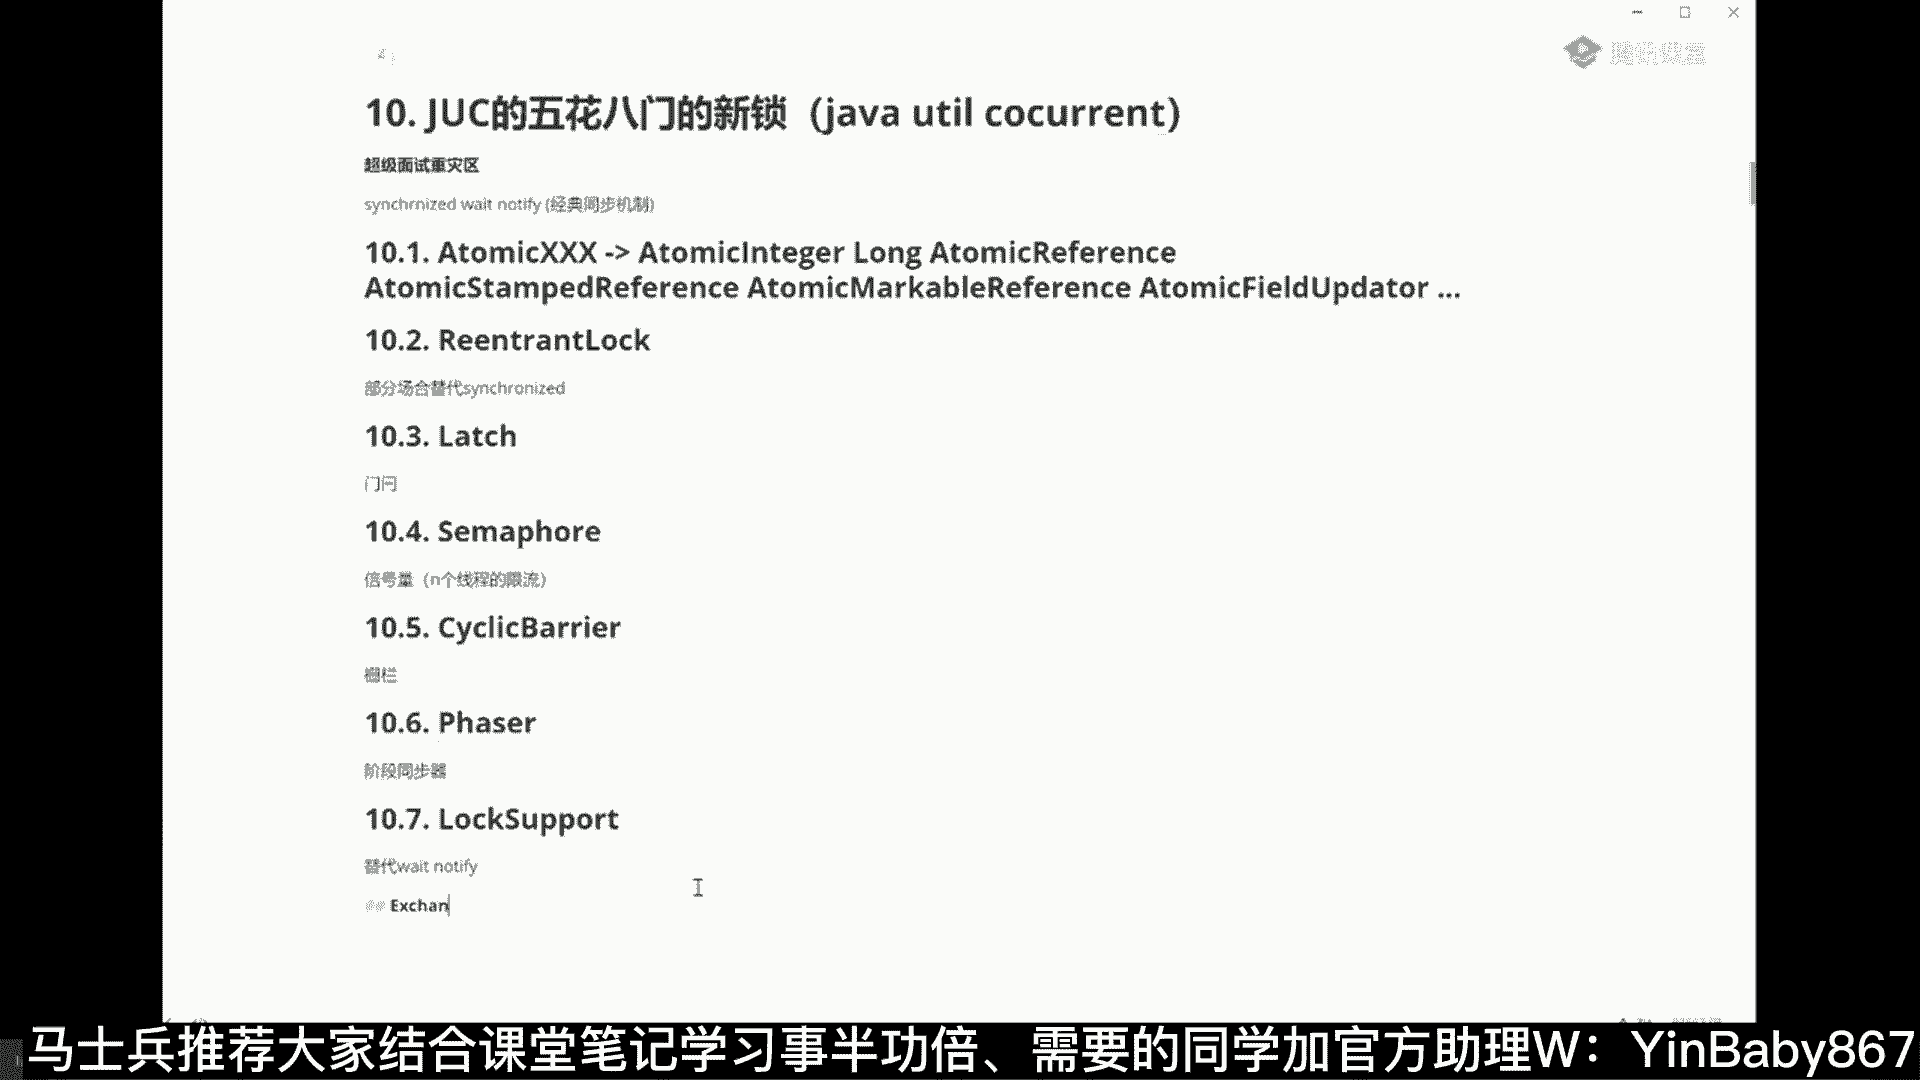 腾讯课堂
10. JUC的五花八门的新锁（java util cocurrent）
超级面试重灾区
synchrnized wait notify (经典同步机制)
10.1. AtomicXXX -> AtomicInteger Long AtomicReference
AtomicStampedReference AtomicMarkableReference AtomicFieldUpdator ...
10.2. ReentrantLock
部分场合替代synchronized
10.3. Latch
门闩
10.4. Semaphore
信号量（n个线程的限流）
10.5. CyclicBarrier
栅栏
10.6. Phaser
阶段同步器
10.7. LockSupport
替代wait notify
## Exchan
马士兵推荐大家结合课堂笔记学习事半功倍、需要的同学加官方助理W：YinBaby867